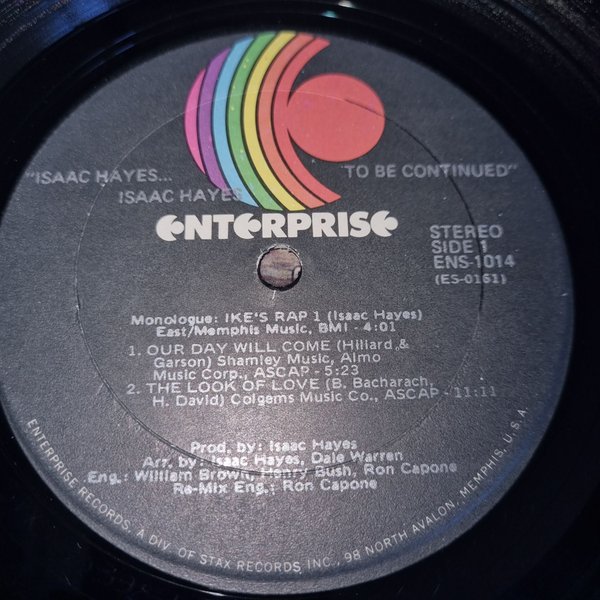 "ISAAC HAYES... TO BE CONTINUED"
ISAAC HAYES
ENTERPRISE
STEREO
SIDE 1
ENS-1014
(ES-0161)
Monologue: IKE'S RAP 1 (Isaac Hayes)
East/Memphis Music, BMI - 4:01
1. OUR DAY WILL COME (Hillard &
Garson) Shamley Music, Almo
Music Corp., ASCAP - 5:23
2. THE LOOK OF LOVE (B. Bacharach,
H. David) Colgems Music Co., ASCAP - 11:11
Prod. by: Isaac Hayes
Arr. by: Isaac Hayes, Dale Warren
Eng.: William Brown, Henry Bush, Ron Capone
Re-Mix Eng.: Ron Capone
ENTERPRISE RECORDS, A DIV. OF STAX RECORDS INC., 98 NORTH AVALON, MEMPHIS, U.S.A.